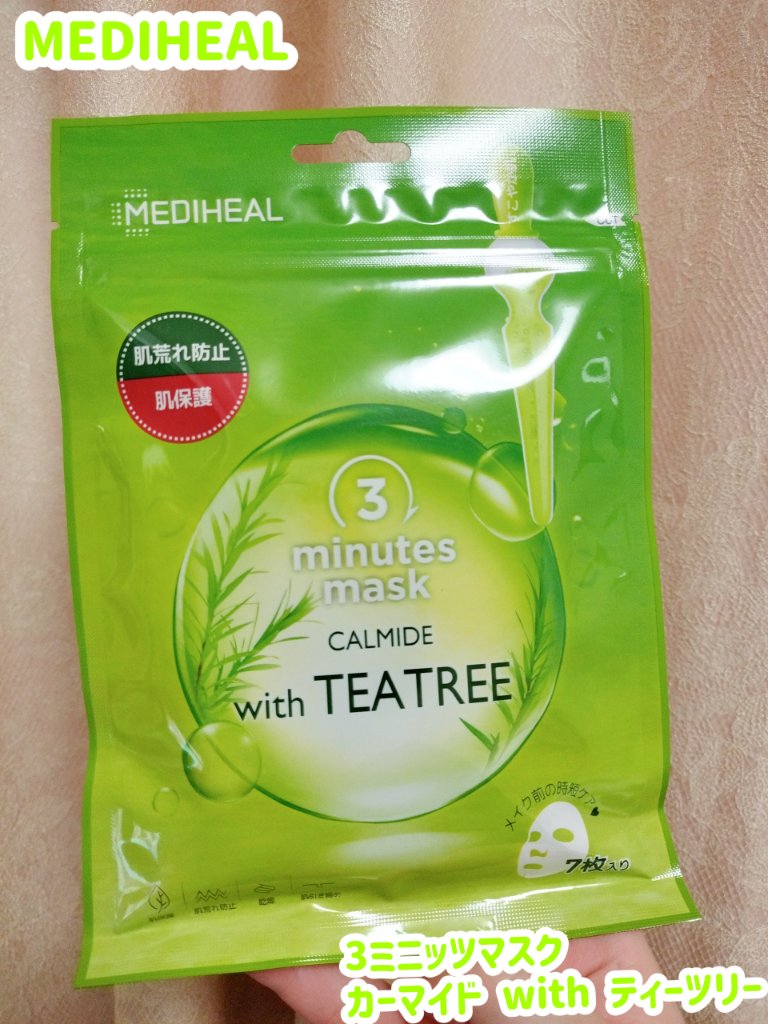 MEDIHEAL
MEDIHEAL
肌荒れ防止
肌保護
3
minutes
mask
CALMIDE
with TEATREE
メイク前の時短ケア
7枚入り
肌荒れ防止
乾燥
3ミニッツマスク
カーマイド with ティーツリー